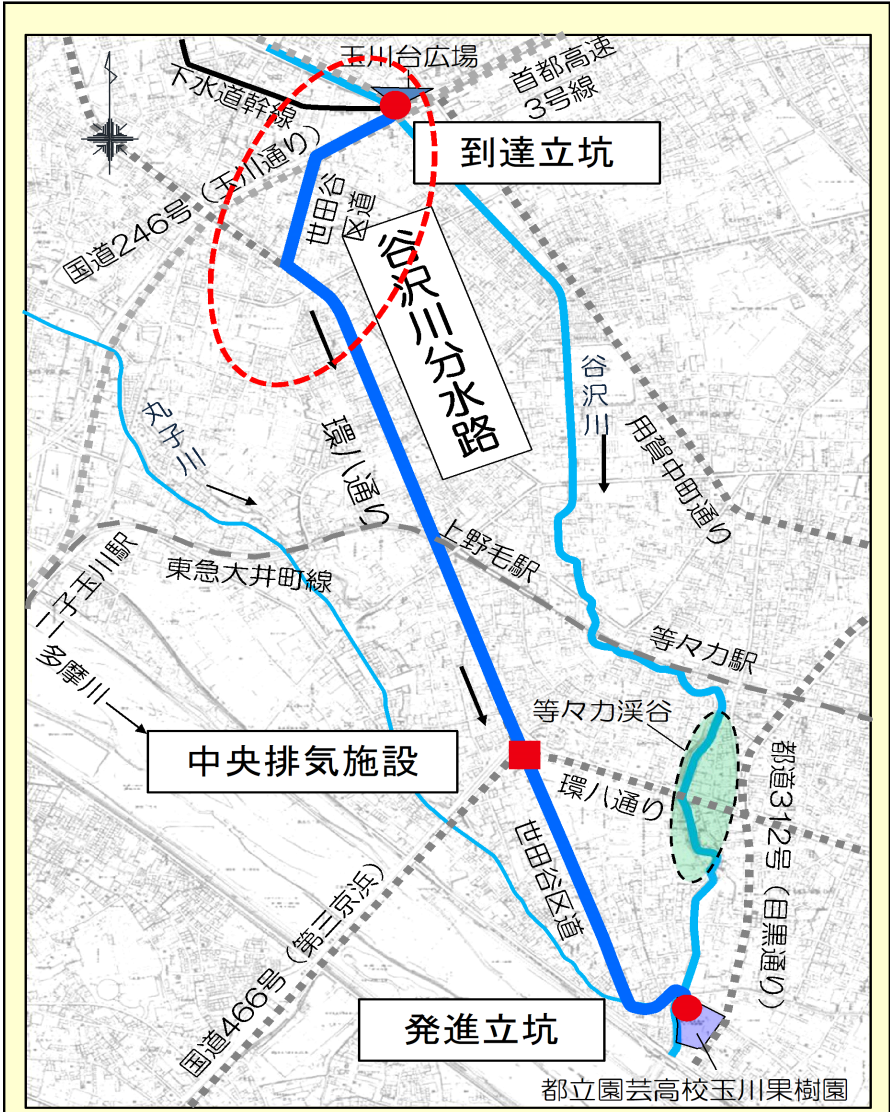 玉川台広場
首都高速
3号線
下水道幹線
到達立坑
国道246号(玉川通り)
世田谷
区道
谷沢川分水路
谷沢川
丸子川
環八通り
用賀中町通り
上野毛駅
東急大井町線
二子玉川駅
等々力駅
多摩川
等々力渓谷
中央排気施設
環八通り
都道312号(目黒通り)
世田谷区道
国道466号(第三京浜)
発進立坑
都立園芸高校玉川果樹園